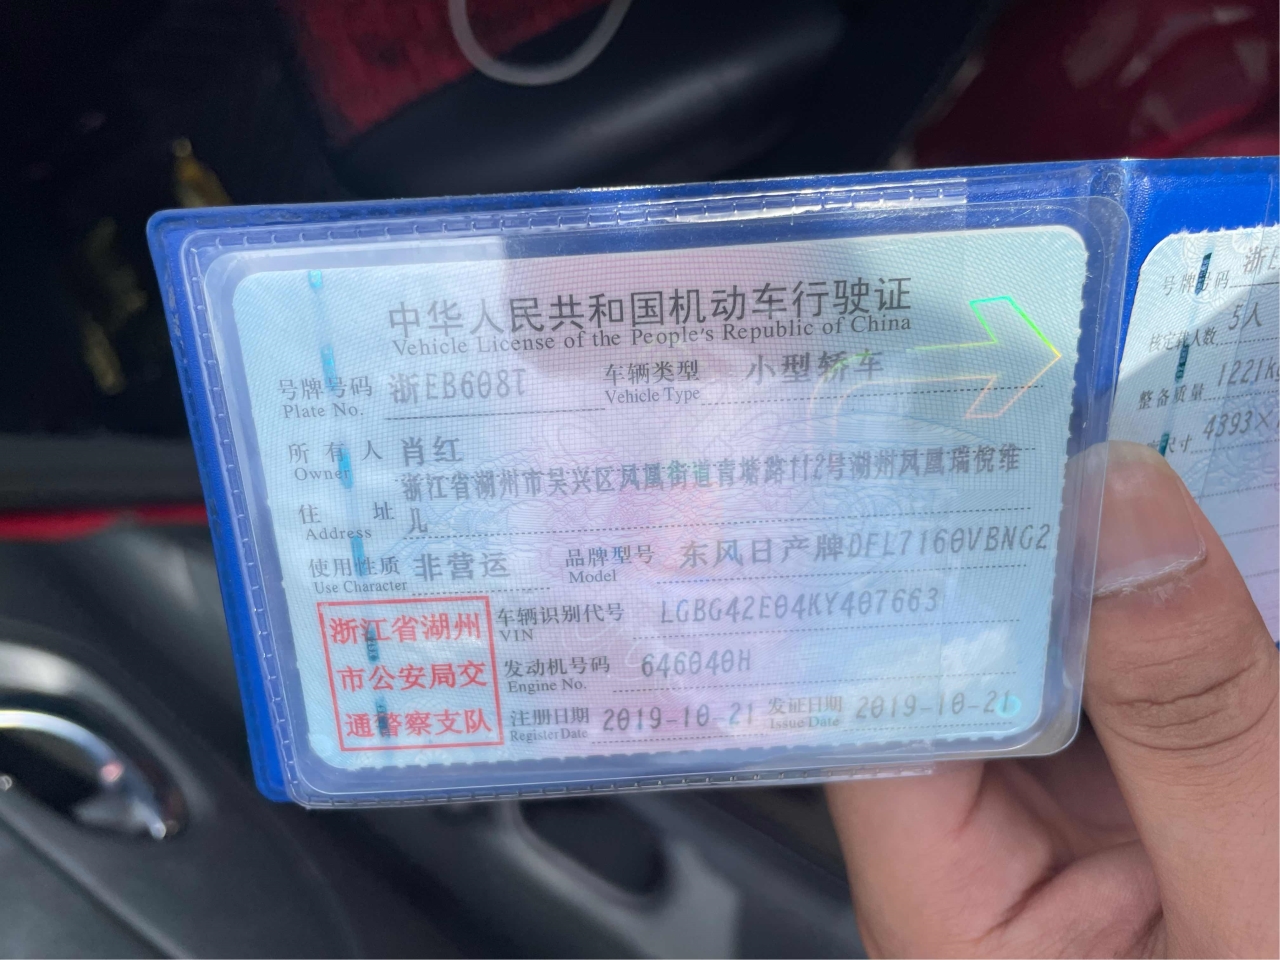 中华人民共和国机动车行驶证
Vehicle License of the People's Republic of China
号牌号码 浙EB608T 车辆类型 小型轿车
Plate No. Vehicle Type
所有人 肖红
Owner
浙江省湖州市吴兴区凤凰街道青塘路112号湖州凤凰瑞悦维
住址 儿
Address
使用性质 非营运 品牌型号 东风日产牌DFL7160VBNG2
Use Character Model
浙江省湖州
市公安局交
通警察支队
车辆识别代号 LGBG42E04KY407663
VIN
发动机号码 646040H
Engine No.
注册日期 2019-10-21 发证日期 2019-10-21
Register Date Issue Date
号牌号码 浙E
核定载人数 5人
整备质量 1221k
尺寸 4393×